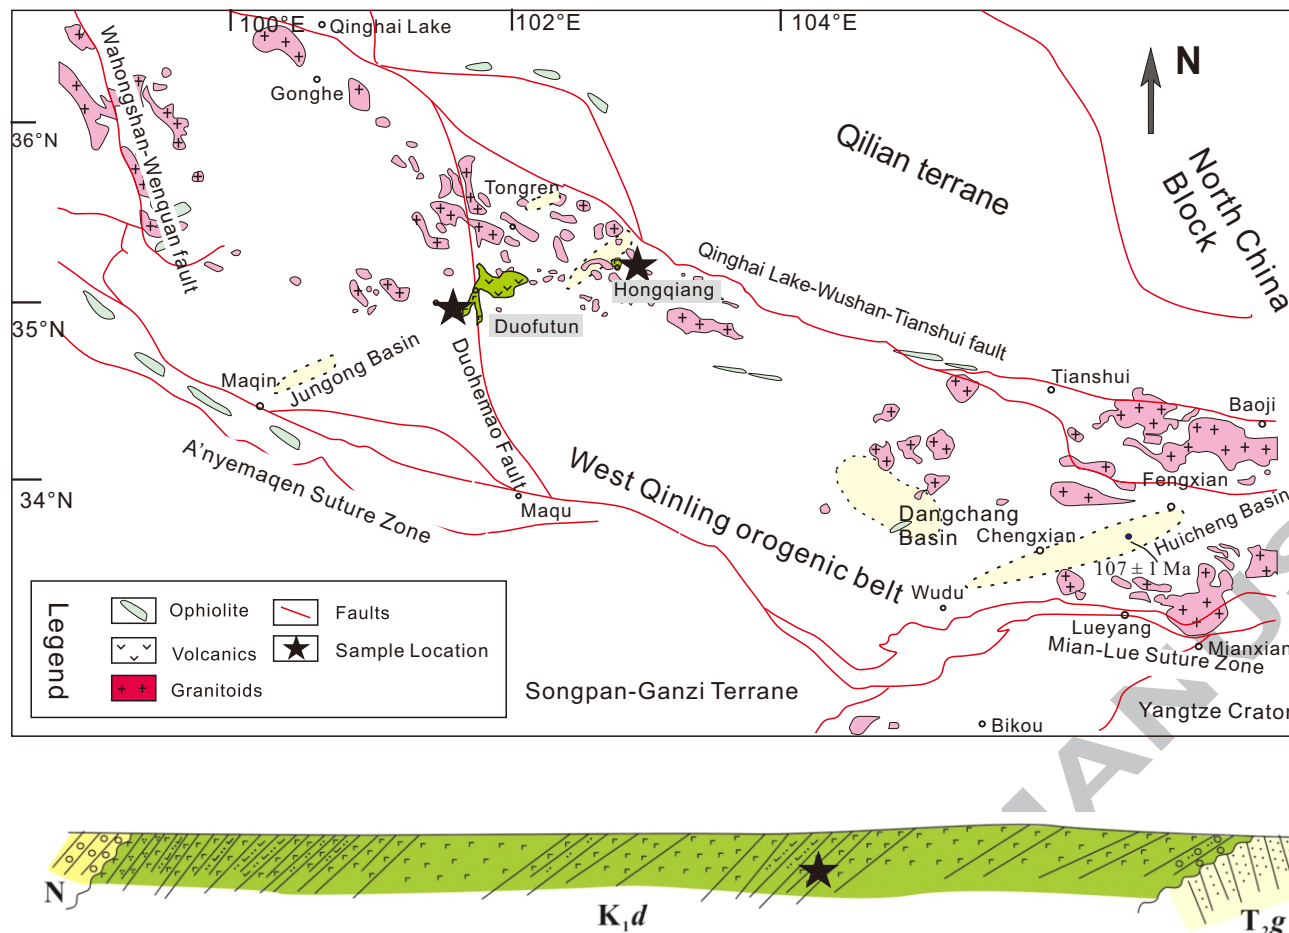 100°E
102°E
104°E
Qinghai Lake
Gonghe
Wahongshan-Wenquan fault
N
36°N
Qilian terrane
North China
Block
Tongren
Qinghai Lake-Wushan-Tianshui fault
Hongqiang
35°N
Duofutun
Jungong Basin
Maqin
Duohemao Fault
Tianshui
Baoji
A'nyemaqen Suture Zone
34°N
Maqu
West Qinling orogenic belt
Dangchang
Basin
Fengxian
Chengxian
Huicheng Basin
107 ± 1 Ma
Wudu
Lueyang
Mianxian
Mian-Lue Suture Zone
Songpan-Ganzi Terrane
Yangtze Craton
Bikou
Legend
Ophiolite
Faults
Volcanics
Sample Location
Granitoids
N
K₁d
T₂g